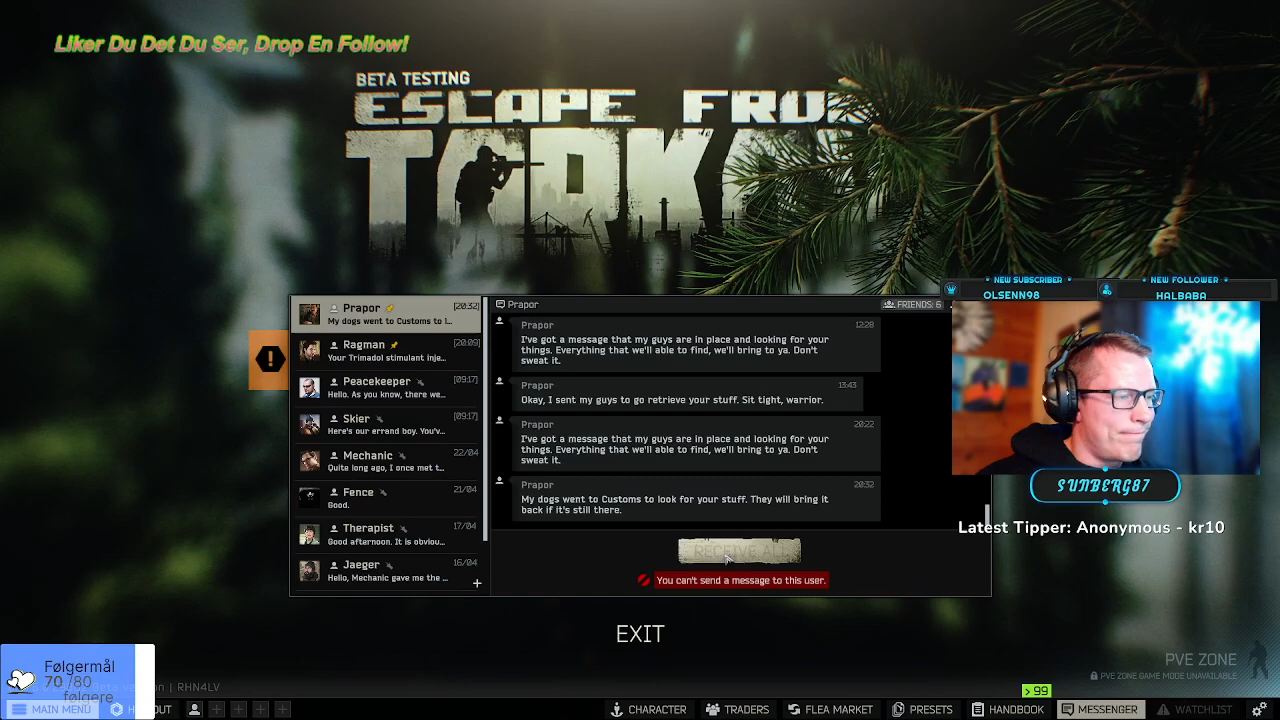 Liker Du Det Du Ser, Drop En Follow!
BETA TESTING
ESCAPE FROM
TARKOV
NEW SUBSCRIBER
OLSENN98
NEW FOLLOWER
HALBABA
Prapor [20:32]
My dogs went to Customs to l...
Ragman [20:09]
Your Trimadol stimulant inje...
Peacekeeper [09:17]
Hello. As you know, there we...
Skier [09:17]
Here's our errand boy. You'v...
Mechanic 22/04
Quite long ago, I once met t...
Fence 21/04
Good.
Therapist 17/04
Good afternoon. It is obviou...
Jaeger 16/04
Hello, Mechanic gave me the ...
+
Prapor
FRIENDS: 6
Prapor 12:28
I've got a message that my guys are in place and looking for your
things. Everything that we'll able to find, we'll bring to ya. Don't
sweat it.
Prapor 13:43
Okay, I sent my guys to go retrieve your stuff. Sit tight, warrior.
Prapor 20:22
I've got a message that my guys are in place and looking for your
things. Everything that we'll able to find, we'll bring to ya. Don't
sweat it.
Prapor 20:32
My dogs went to Customs to look for your stuff. They will bring it
back if it's still there.
RECEIVE ALL
You can't send a message to this user.
SUNBERG87
Latest Tipper: Anonymous - kr10
EXIT
Følgermål
70 /80
følgere
| RHN4LV
PVE ZONE
PVE ZONE GAME MODE UNAVAILABLE
> 99
MAIN MENU
CHARACTER
TRADERS
FLEA MARKET
PRESETS
HANDBOOK
MESSENGER
WATCHLIST